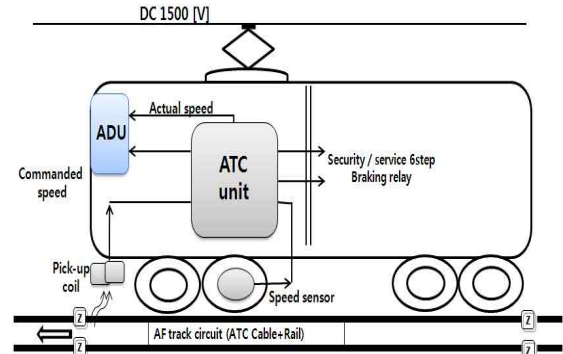 DC 1500 [V]
Actual speed
ADU
ATC
unit
Commanded
speed
Security / service 6step
Braking relay
Pick-up
coil
Speed sensor
Z
Z
AF track circuit (ATC Cable+Rail)
Z
Z